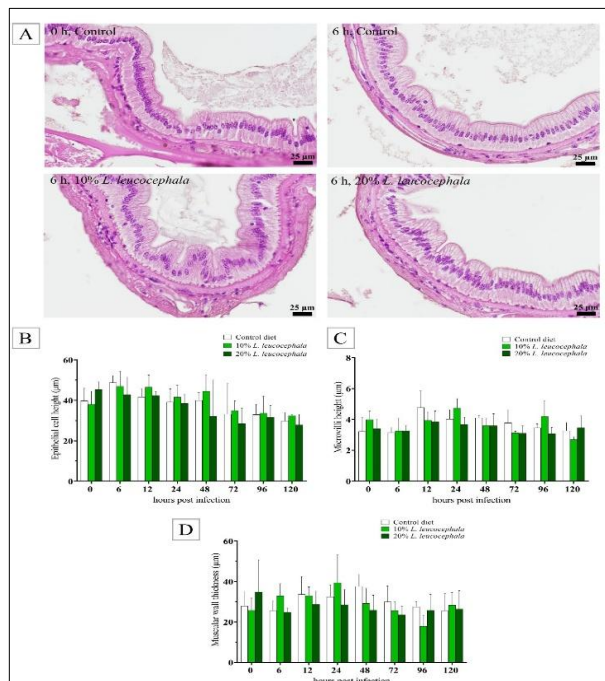 A
0 h, Control
6 h, Control
25 µm
25 µm
6 h, 10% L. leucocephala
6 h, 20% L. leucocephala
25 µm
25 µm
B
Control diet
10% L. leucocephala
20% L. leucocephala
Epithelial cell height (µm)
60
40
20
0
0 6 12 24 48 72 96 120
hours post infection
C
Control diet
10% L. leucocephala
20% L. leucocephala
Microvilli height (µm)
8
6
4
2
0
0 6 12 24 48 72 96 120
hours post infection
D
Control diet
10% L. leucocephala
20% L. leucocephala
Muscular wall thickness (µm)
60
40
20
0
0 6 12 24 48 72 96 120
hours post infection